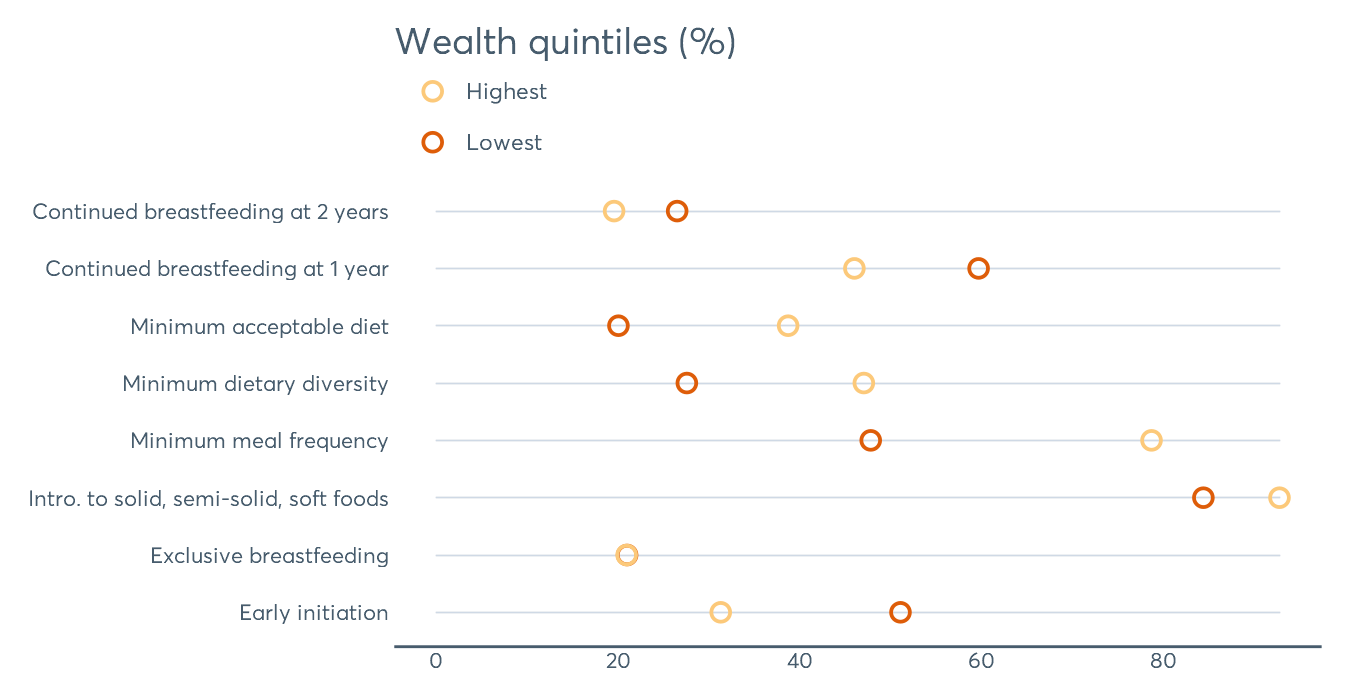 Wealth quintiles (%)
Highest
Lowest
Continued breastfeeding at 2 years
Continued breastfeeding at 1 year
Minimum acceptable diet
Minimum dietary diversity
Minimum meal frequency
Intro. to solid, semi-solid, soft foods
Exclusive breastfeeding
Early initiation
0 20 40 60 80